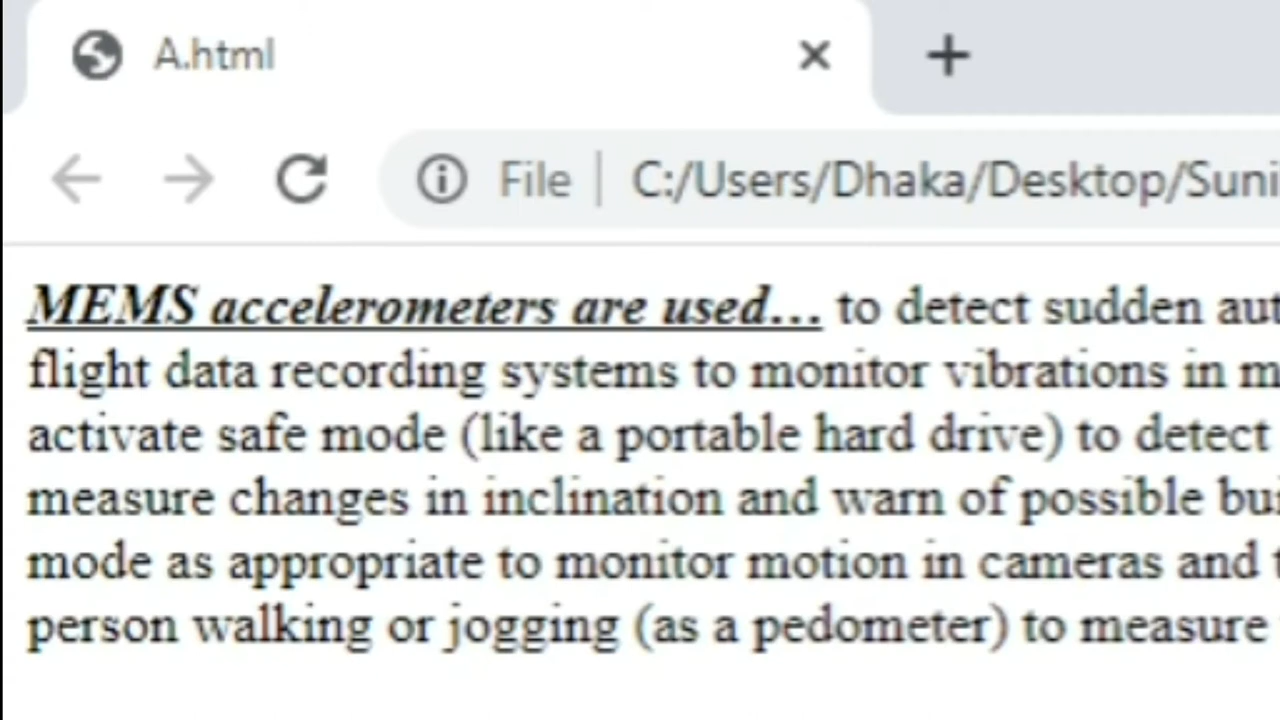 A.html
File | C:/Users/Dhaka/Desktop/Suni
MEMS accelerometers are used... to detect sudden
flight data recording systems to monitor vibrations in
activate safe mode (like a portable hard drive) to detect
measure changes in inclination and warn of possible
mode as appropriate to monitor motion in cameras and
person walking or jogging (as a pedometer) to measure